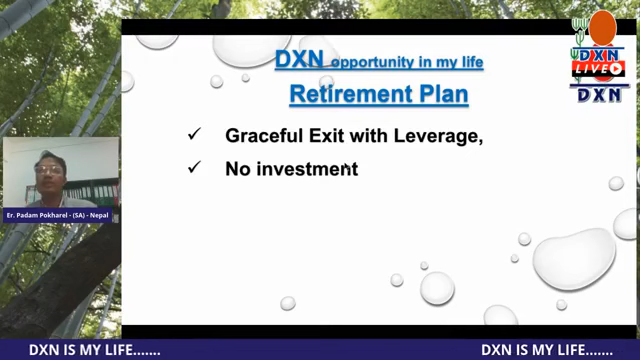 DXN opportunity in my life
Retirement Plan
✓ Graceful Exit with Leverage,
✓ No investment
DXN
LIVE
DXN
Er. Padam Pokharel - (SA) - Nepal
DXN IS MY LIFE.......
DXN IS MY LIFE.......